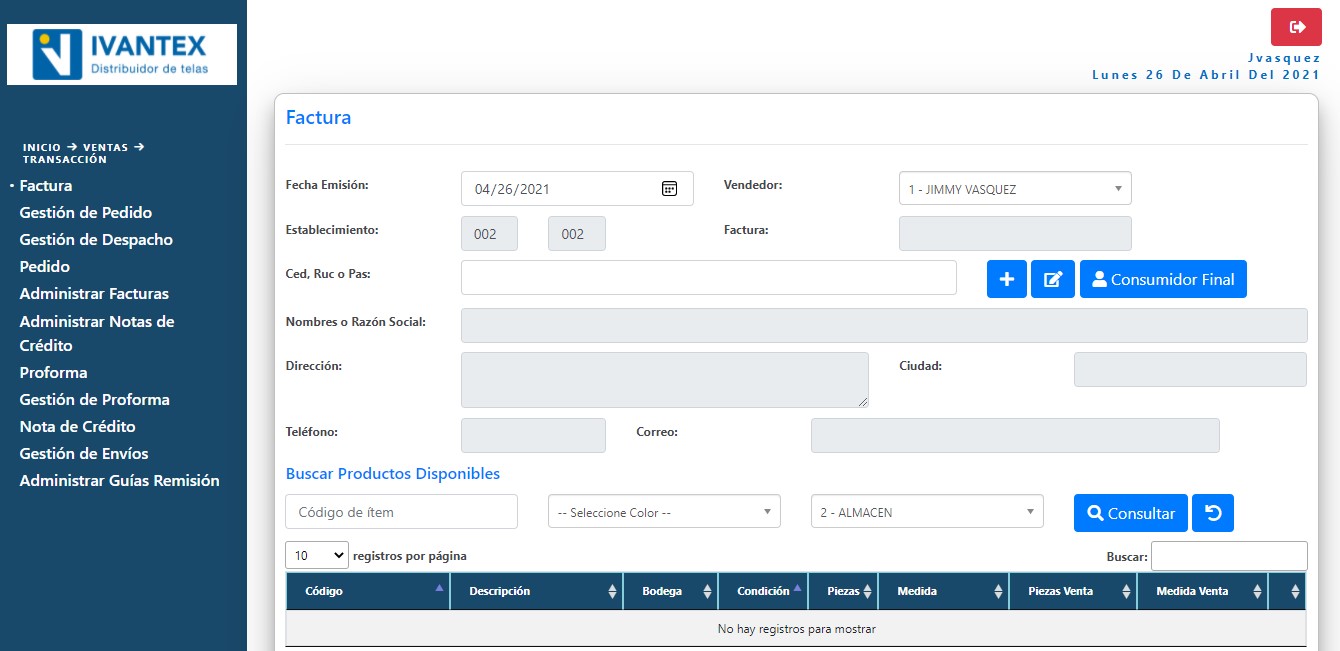 IVANTEX
Distribuidor de telas
Jvasquez
Lunes 26 De Abril Del 2021
INICIO → VENTAS →
TRANSACCIÓN
· Factura
Gestión de Pedido
Gestión de Despacho
Pedido
Administrar Facturas
Administrar Notas de
Crédito
Proforma
Gestión de Proforma
Nota de Crédito
Gestión de Envíos
Administrar Guías Remisión
Factura
Fecha Emisión: 04/26/2021 Vendedor: 1 - JIMMY VASQUEZ
Establecimiento: 002 002 Factura:
Ced, Ruc o Pas: Consumidor Final
Nombres o Razón Social:
Dirección: Ciudad:
Teléfono: Correo:
Buscar Productos Disponibles
Código de ítem -- Seleccione Color -- 2 - ALMACEN Consultar
10 registros por página Buscar:
Código Descripción Bodega Condición Piezas Medida Piezas Venta Medida Venta
No hay registros para mostrar